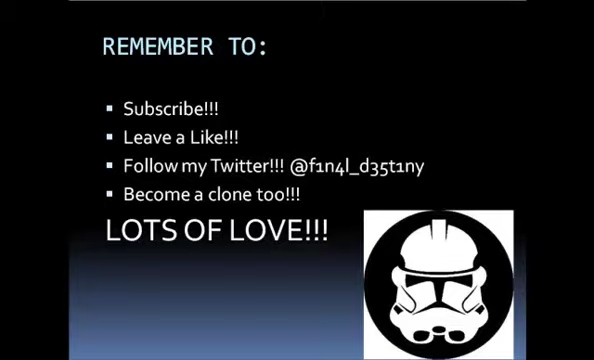 REMEMBER TO:
Subscribe!!!
Leave a Like!!!
Follow my Twitter!!! @f1n4l_d35t1ny
Become a clone too!!!
LOTS OF LOVE!!!